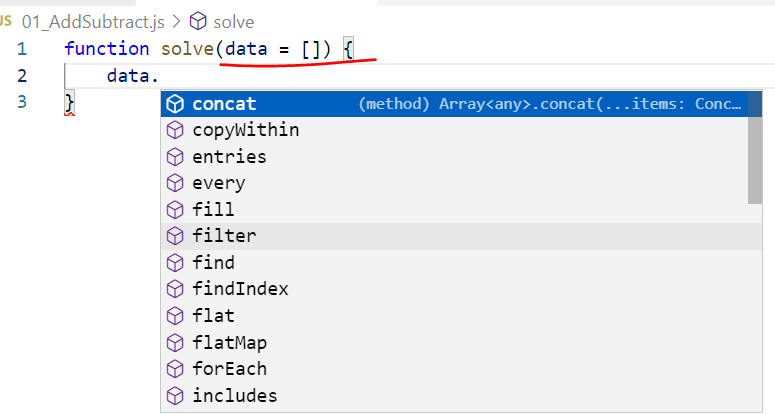 JS 01_AddSubtract.js > solve
1 function solve(data = []) {
2 data.
3 }
concat (method) Array<any>.concat(...items: Conc…
copyWithin
entries
every
fill
filter
find
findIndex
flat
flatMap
forEach
includes